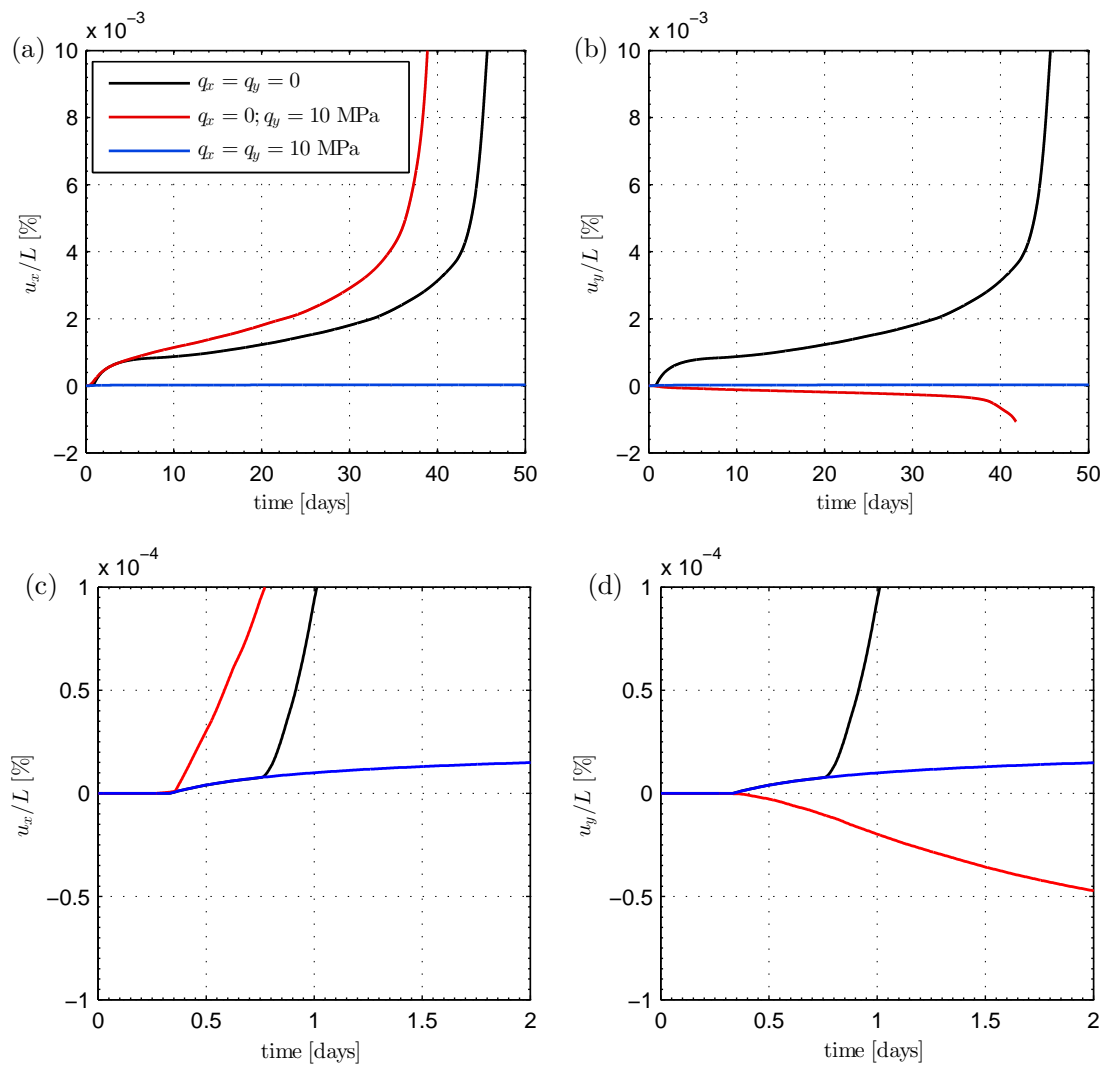 (a)
x 10⁻³
10
8
6
4
2
0
−2
u_x/L [%]
q_x = q_y = 0
q_x = 0; q_y = 10 MPa
q_x = q_y = 10 MPa
0 10 20 30 40 50
time [days]
(b)
x 10⁻³
10
8
6
4
2
0
−2
u_y/L [%]
0 10 20 30 40 50
time [days]
(c)
x 10⁻⁴
1
0.5
0
−0.5
−1
u_x/L [%]
0 0.5 1 1.5 2
time [days]
(d)
x 10⁻⁴
1
0.5
0
−0.5
−1
u_y/L [%]
0 0.5 1 1.5 2
time [days]